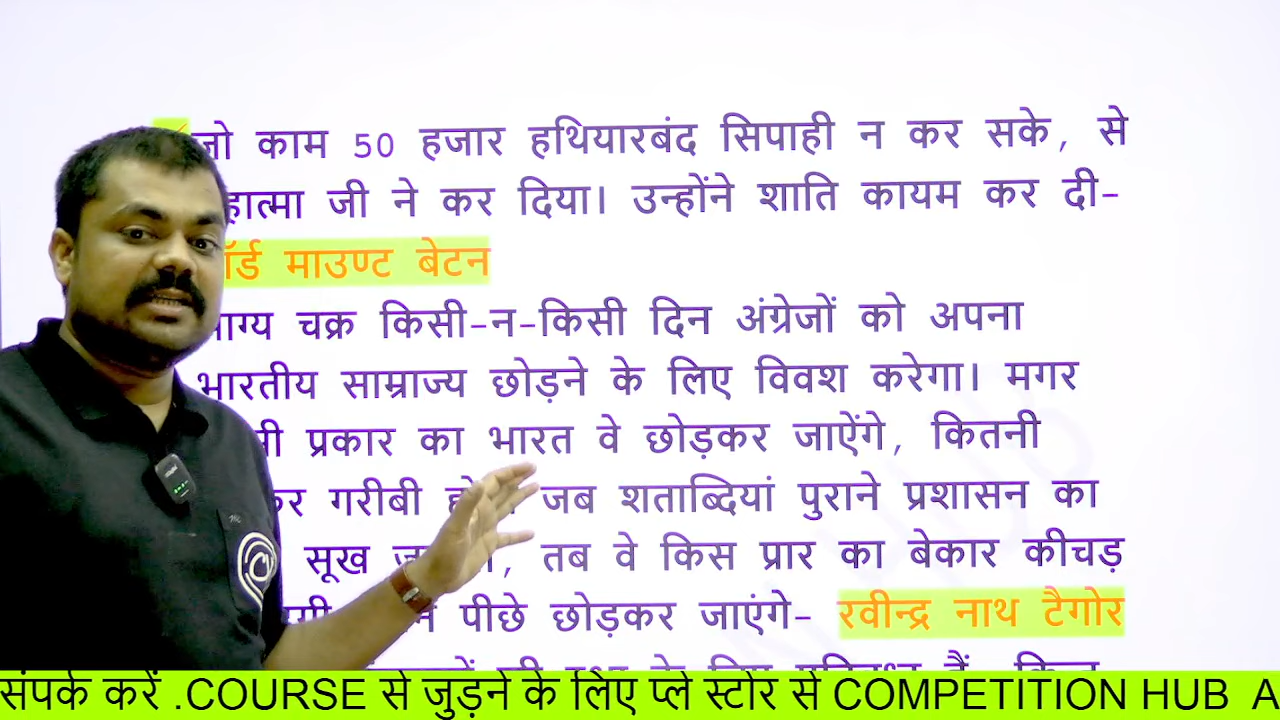 जो काम 50 हजार हथियारबंद सिपाही न कर सके, से
हात्मा जी ने कर दिया। उन्होंने शाति कायम कर दी-
ॉर्ड माउण्ट बेटन
ाग्य चक्र किसी-न-किसी दिन अंग्रेजों को अपना
भारतीय साम्राज्य छोड़ने के लिए विवश करेगा। मगर
प्रकार का भारत वे छोड़कर जाऐंगे, कितनी
कर गरीबी जब शताब्दियां पुराने प्रशासन का
सूख तब वे किस प्रार का बेकार कीचड़
पीछे छोड़कर जाएंगे- रवीन्द्र नाथ टैगोर
संपर्क करें .COURSE से जुड़ने के लिए प्ले स्टोर से COMPETITION HUB A